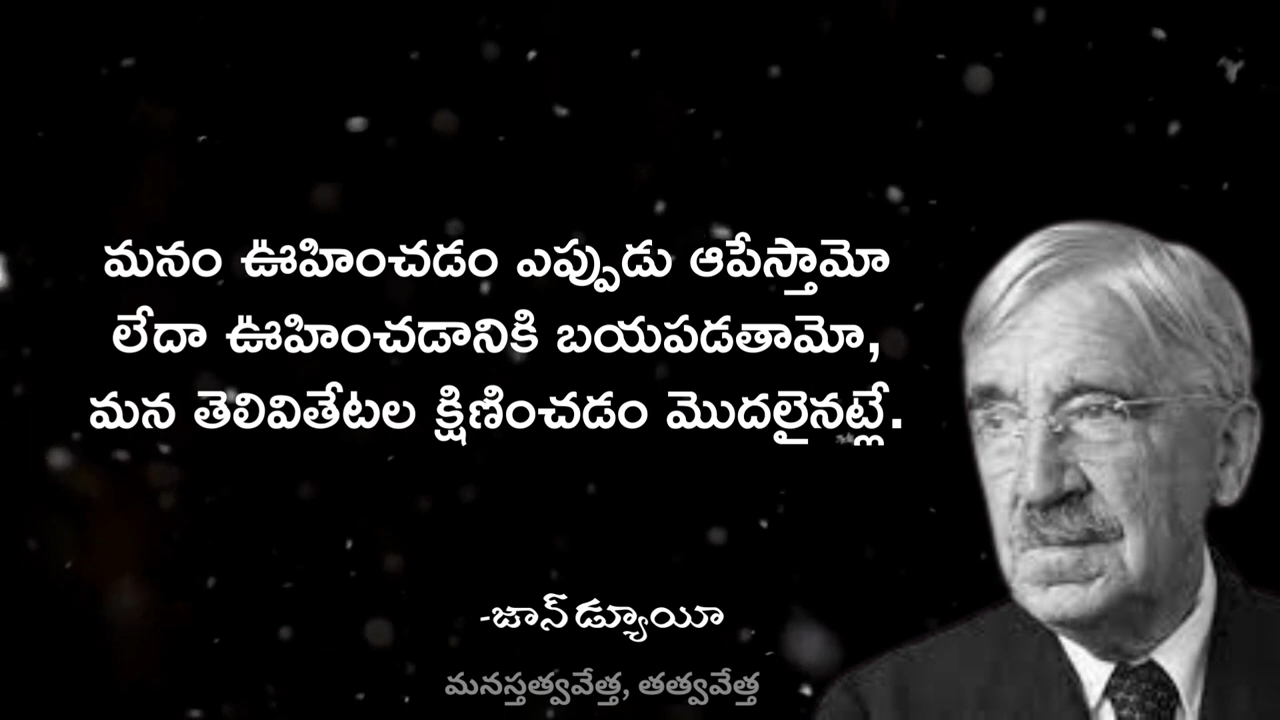 మనం ఊహించడం ఎప్పుడు ఆపేస్తామో
లేదా ఊహించడానికి బయపడతామో,
మన తెలివితేటల క్షిణించడం మొదలైనట్లే.
-జాన్ డ్యూయీ
మనస్తత్వవేత్త, తత్వవేత్త